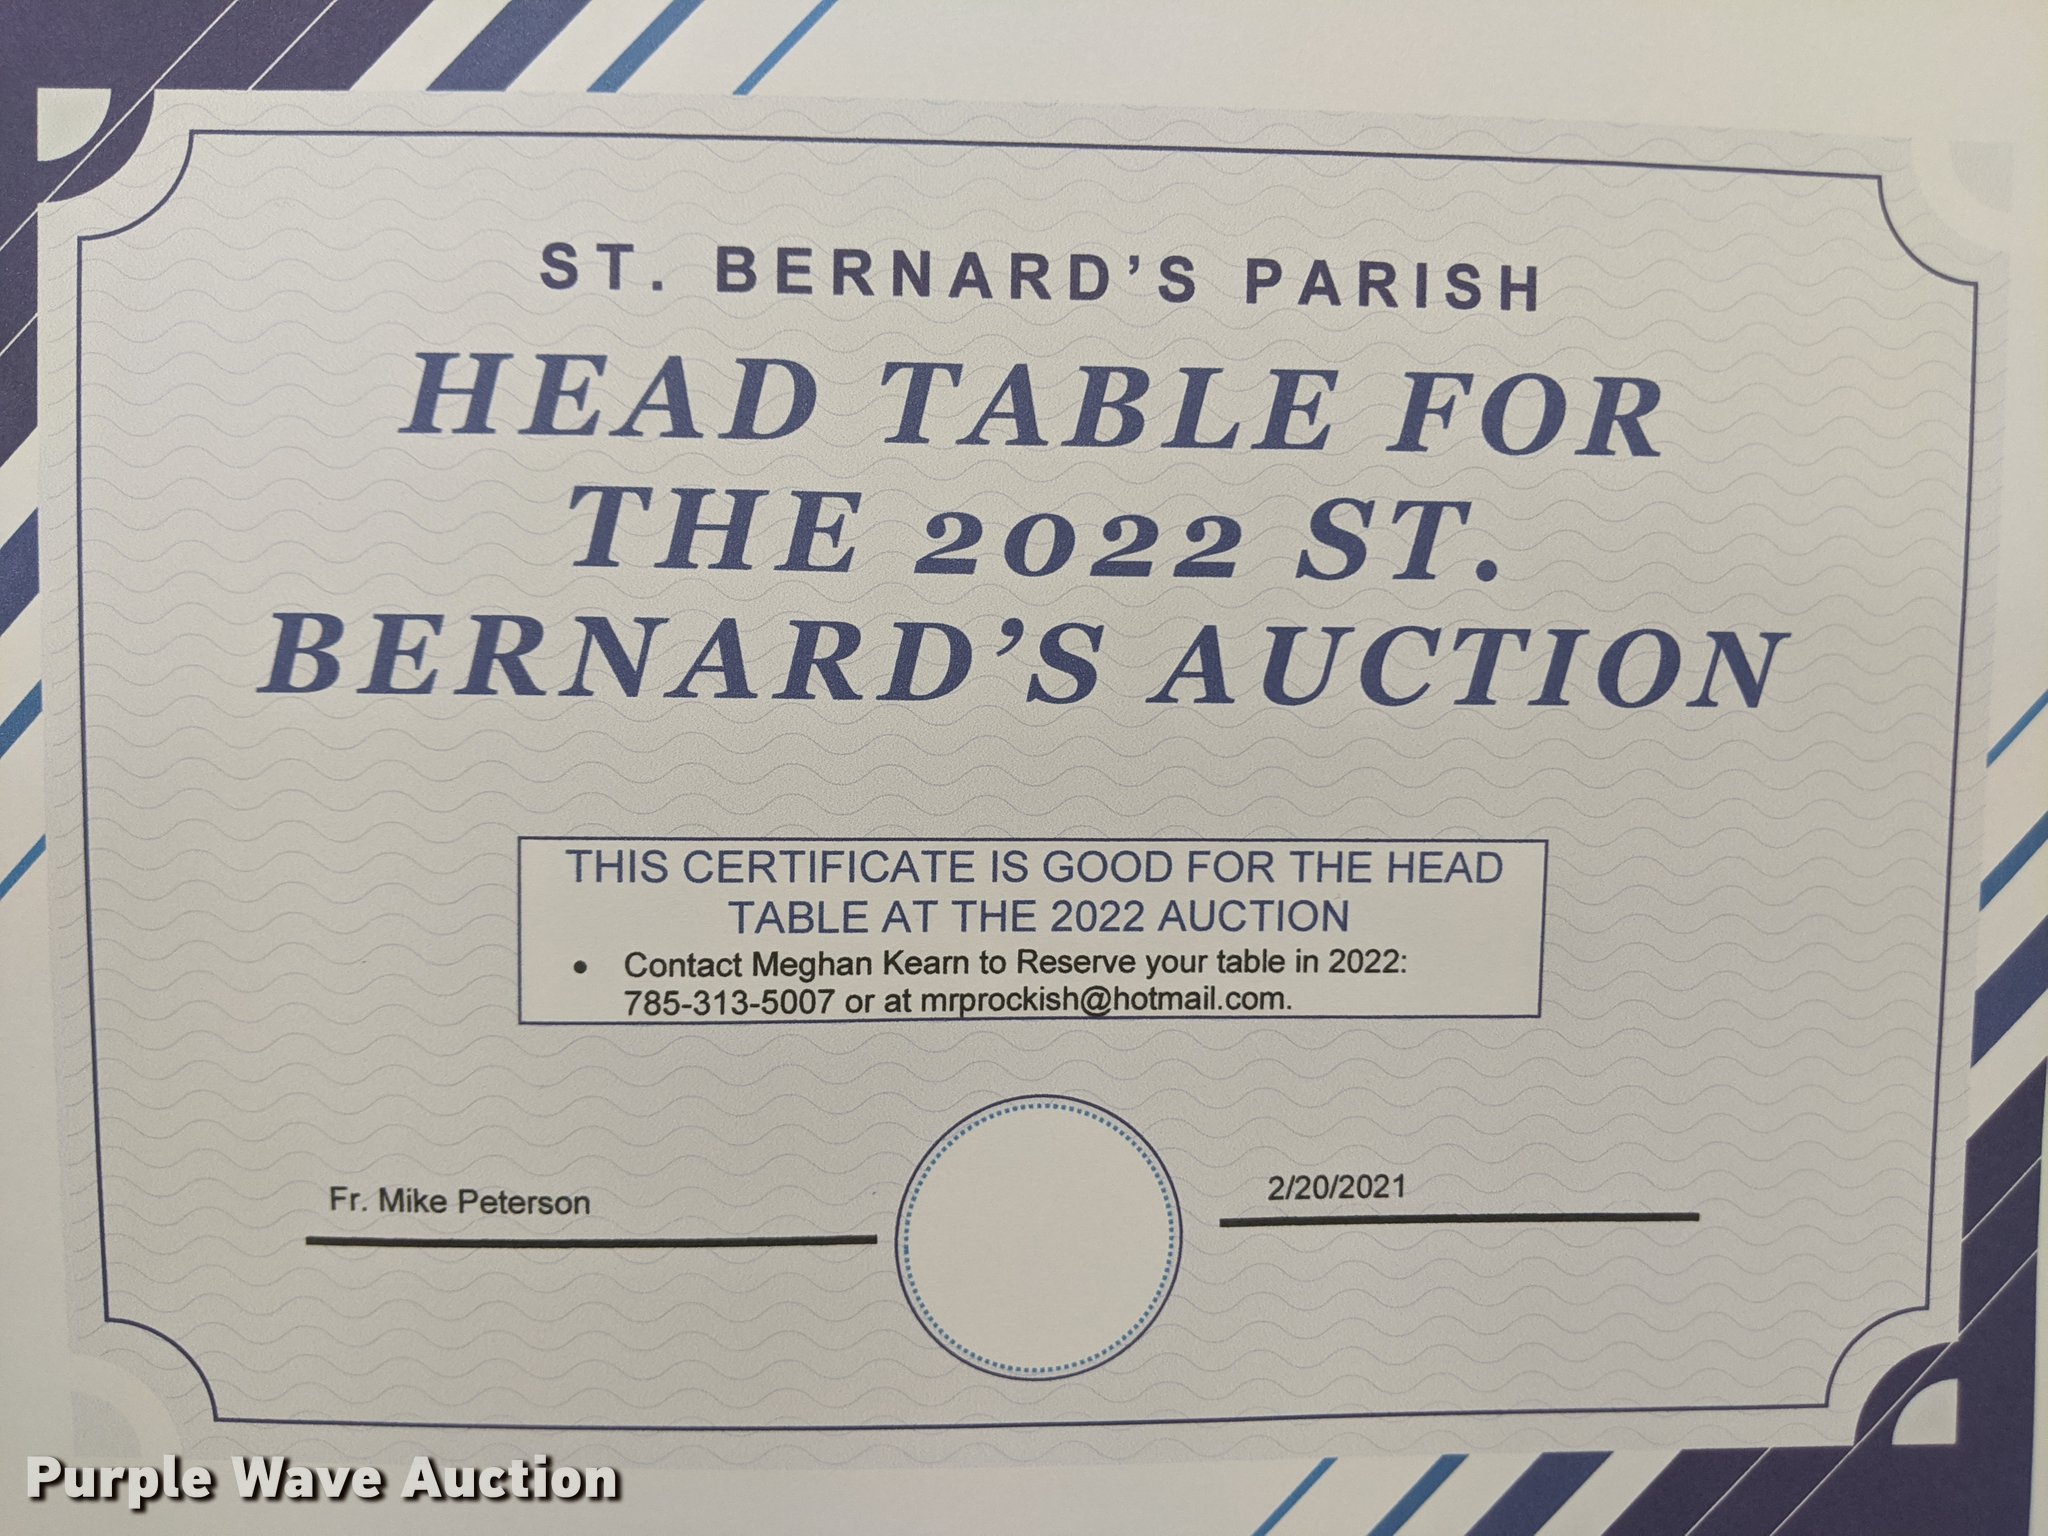 ST. BERNARD'S PARISH
HEAD TABLE FOR
THE 2022 ST.
BERNARD'S AUCTION
THIS CERTIFICATE IS GOOD FOR THE HEAD
TABLE AT THE 2022 AUCTION
• Contact Meghan Kearn to Reserve your table in 2022:
785-313-5007 or at mrprockish@hotmail.com.
Fr. Mike Peterson
2/20/2021
Purple Wave Auction